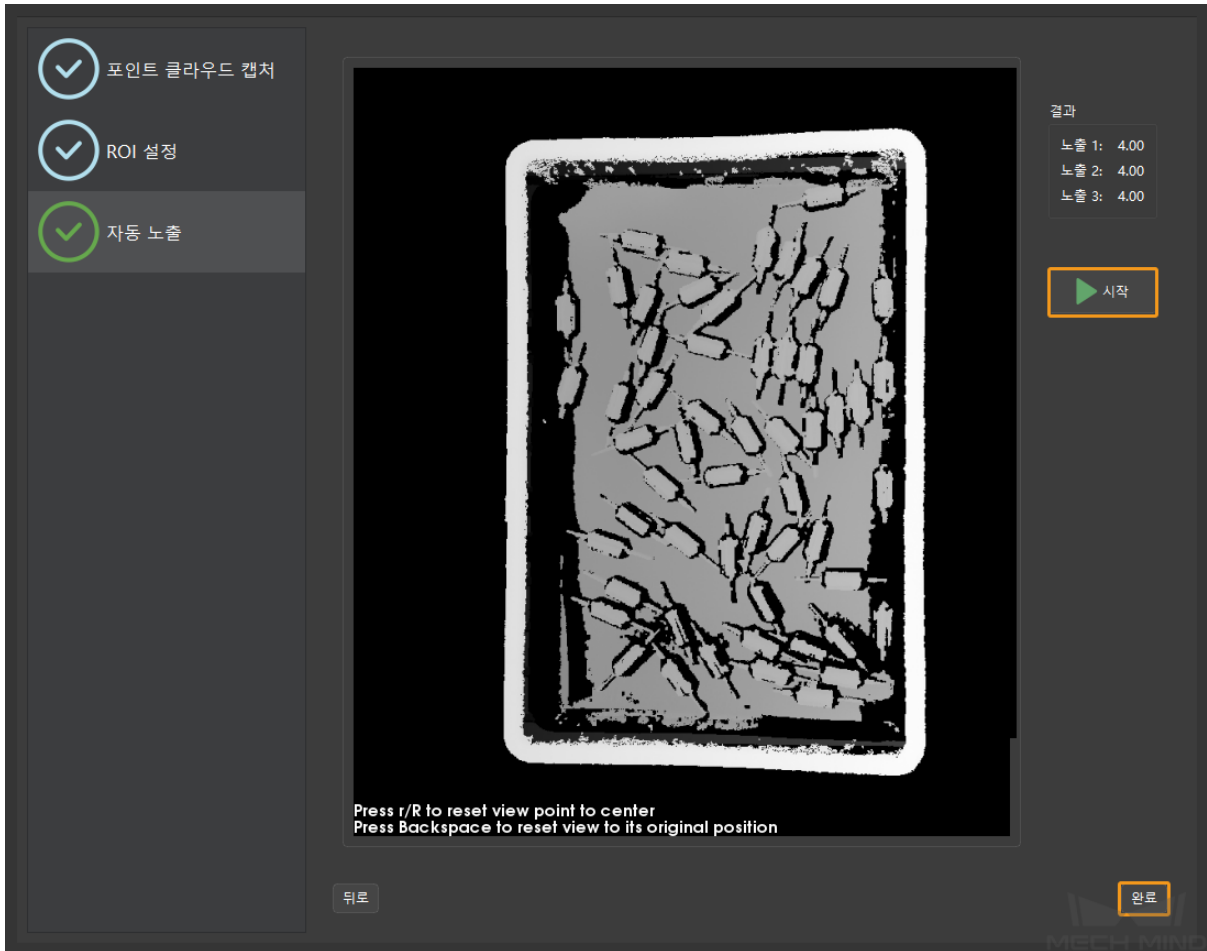 포인트 클라우드 캡처
ROI 설정
자동 노출
결과
노출 1: 4.00
노출 2: 4.00
노출 3: 4.00
시작
Press r/R to reset view point to center
Press Backspace to reset view to its original position
뒤로
완료
MECH MIND